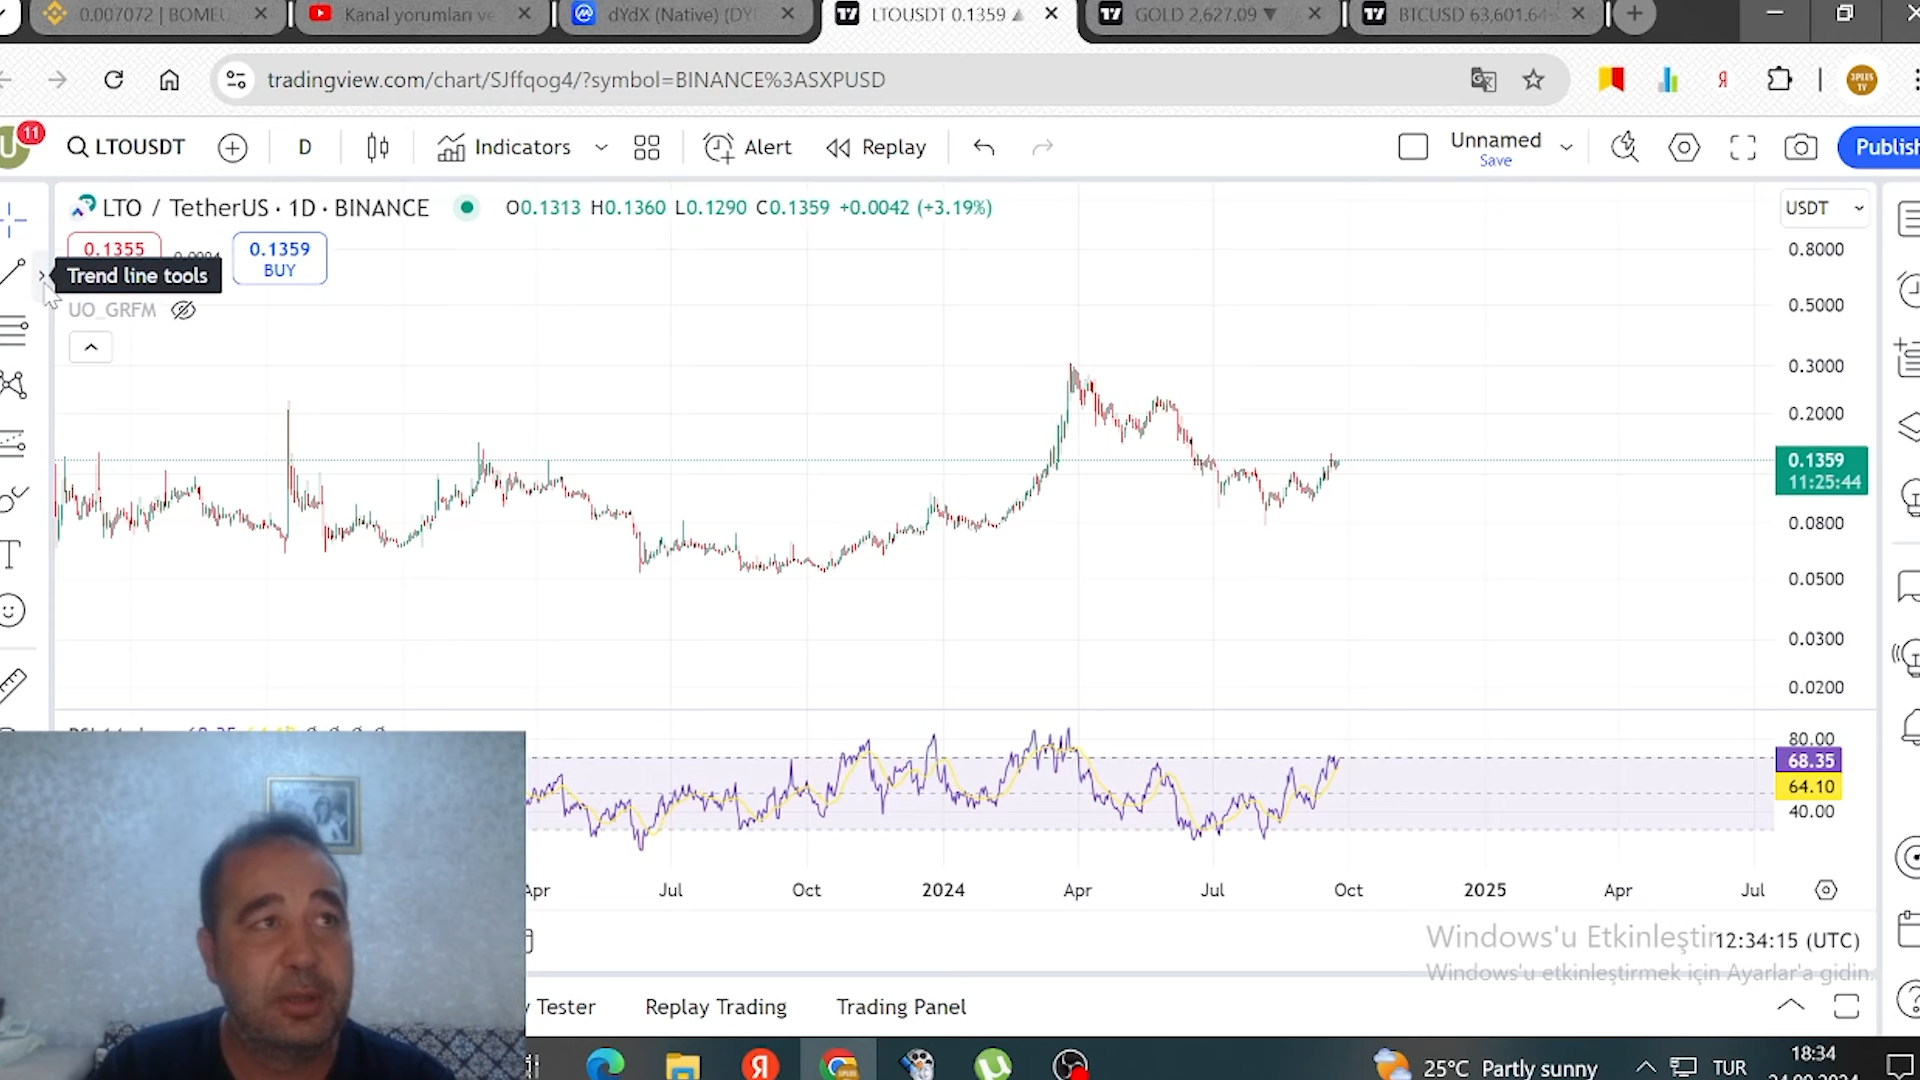 0.007072 | BOMEU
Kanal yorumları ve
dYdX (Native) (DY
LTOUSDT 0.1359
GOLD 2,627.09
BTCUSD 63,601.64
tradingview.com/chart/SJffqog4/?symbol=BINANCE%3ASXPUSD
U 11
LTOUSDT
D
Indicators
Alert
Replay
Unnamed
Save
Publish
LTO / TetherUS · 1D · BINANCE
O0.1313 H0.1360 L0.1290 C0.1359 +0.0042 (+3.19%)
USDT
0.1355
0.1359
BUY
Trend line tools
UO_GRFM
0.8000
0.5000
0.3000
0.2000
0.1359
11:25:44
0.0800
0.0500
0.0300
0.0200
80.00
68.35
64.10
40.00
Apr
Jul
Oct
2024
Apr
Jul
Oct
2025
Apr
Jul
Windows'u Etkinleştir
12:34:15 (UTC)
Windows'u etkinleştirmek için Ayarlar'a gidin.
y Tester
Replay Trading
Trading Panel
25°C Partly sunny
TUR
18:34